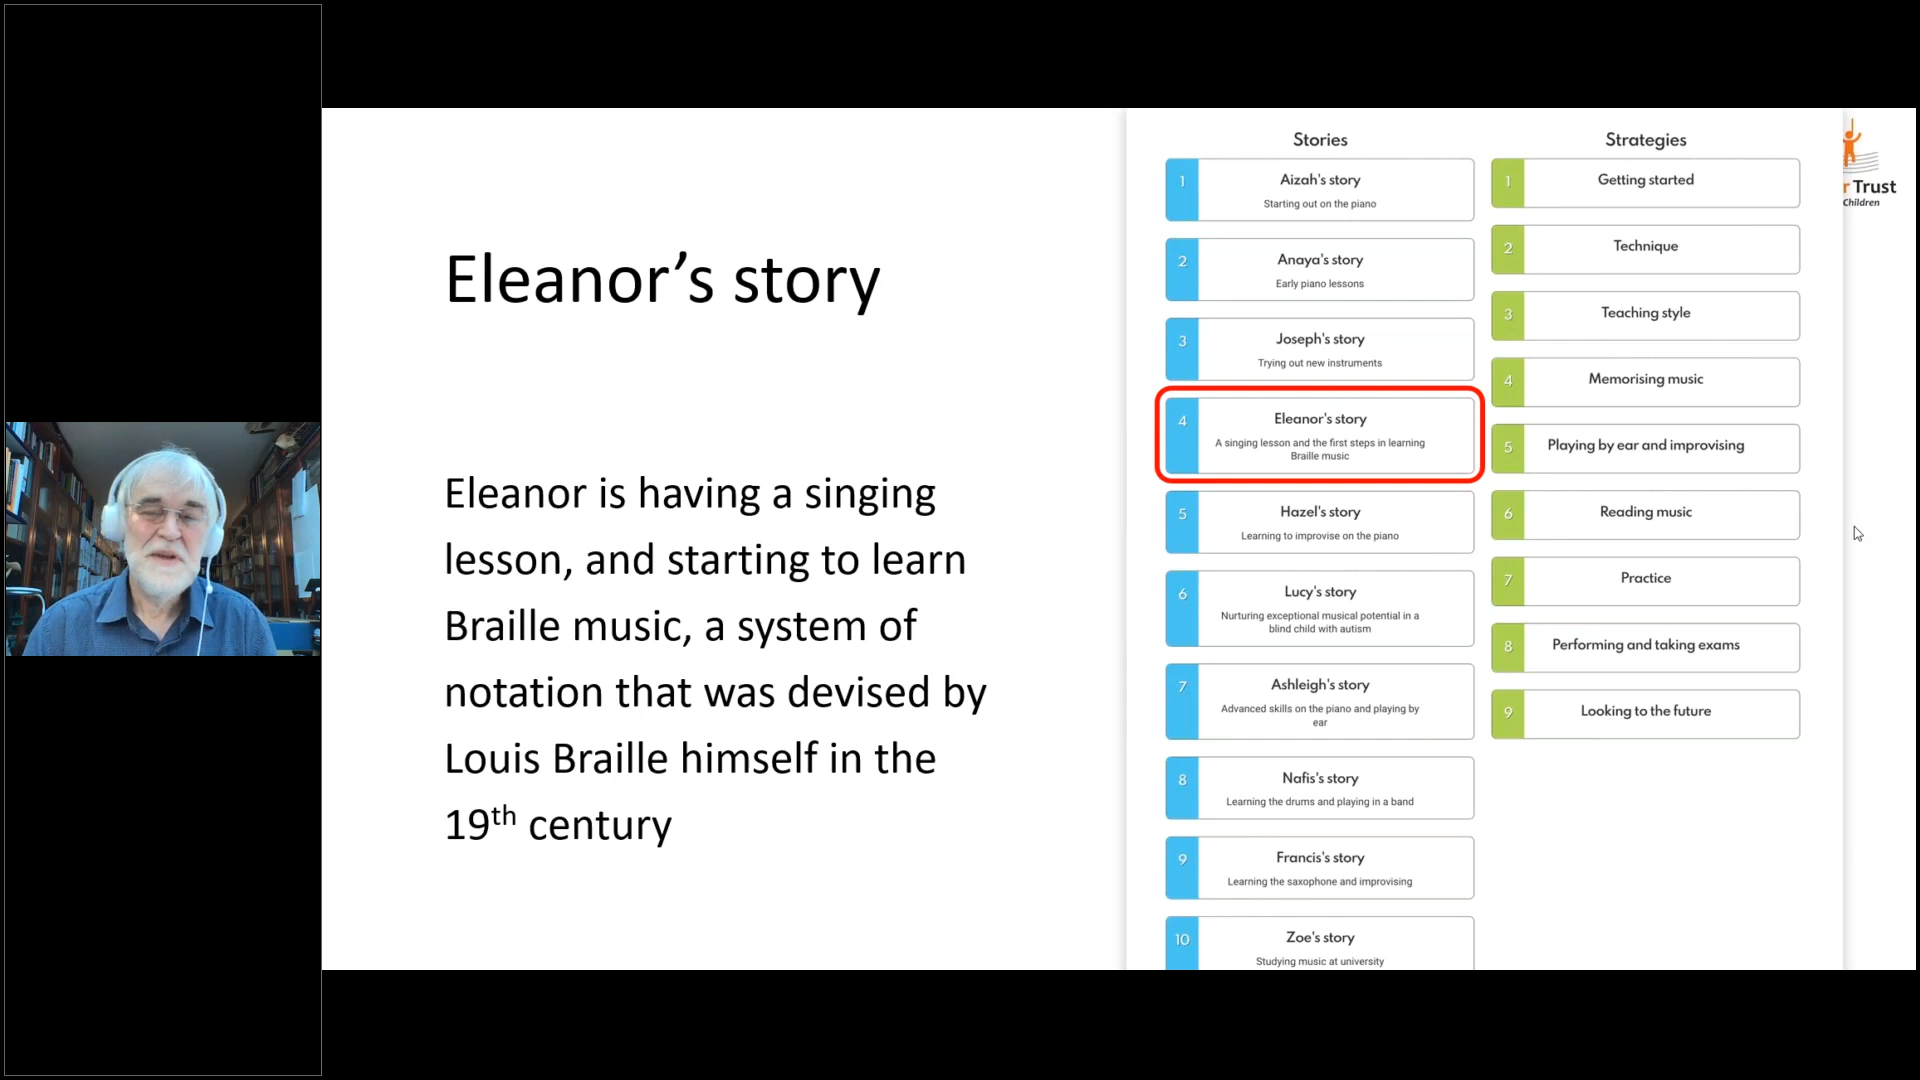 Eleanor’s story
Eleanor is having a singing
lesson, and starting to learn
Braille music, a system of
notation that was devised by
Louis Braille himself in the
19th century
Stories
1
Aizah's story
Starting out on the piano
2
Anaya's story
Early piano lessons
3
Joseph's story
Trying out new instruments
4
Eleanor's story
A singing lesson and the first steps in learning
Braille music
5
Hazel's story
Learning to improvise on the piano
6
Lucy's story
Nurturing exceptional musical potential in a
blind child with autism
7
Ashleigh's story
Advanced skills on the piano and playing by
ear
8
Nafis's story
Learning the drums and playing in a band
9
Francis's story
Learning the saxophone and improvising
10
Zoe's story
Studying music at university
Strategies
1
Getting started
2
Technique
3
Teaching style
4
Memorising music
5
Playing by ear and improvising
6
Reading music
7
Practice
8
Performing and taking exams
9
Looking to the future
r Trust
Children